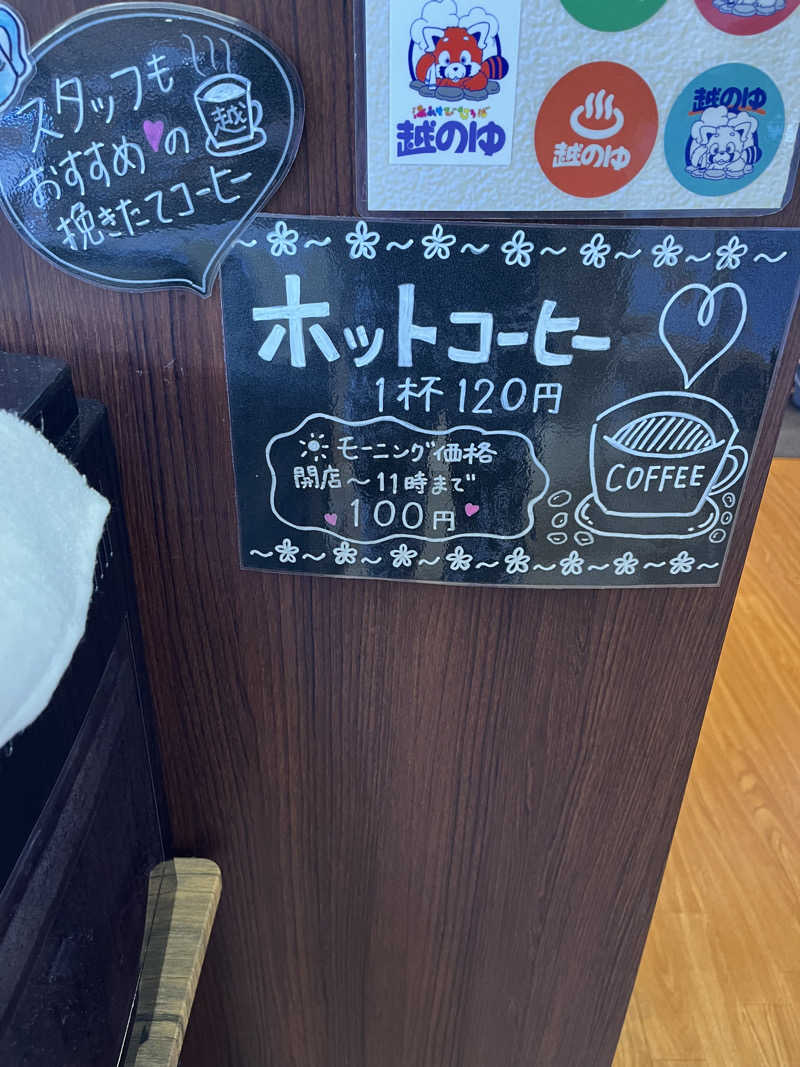 スタッフも
おすすめ♥の
挽きたてコーヒー
越
越のゆ
越のゆ
越のゆ
ホットコーヒー
1杯120円
モーニング価格
開店〜11時まで
100円
COFFEE